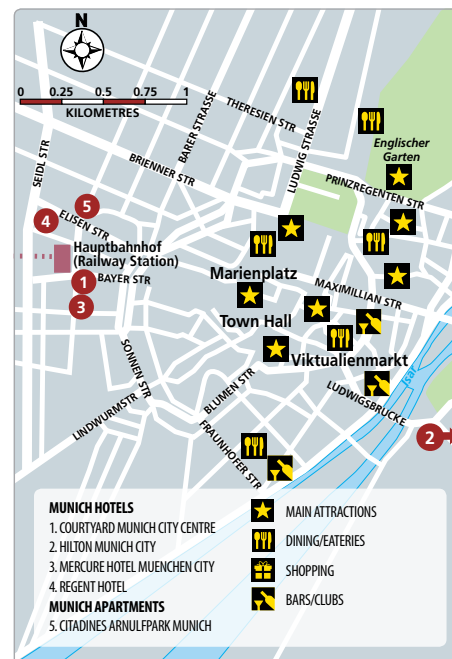 N
0 0.25 0.5 0.75 1
KILOMETRES
SEIDL STR
BARER STRASSE
THERESIEN STR
LUDWIG STRASSE
BRIENNER STR
Englischer
Garten
PRINZREGENTEN STR
5
4
ELISEN STR
Hauptbahnhof
(Railway Station)
1
BAYER STR
3
Marienplatz
MAXIMILLIAN STR
Town Hall
Viktualienmarkt
Isar
SONNEN STR
BLUMEN STR
LUDWIGSBRUCKE
LINDWURMSTR
FRAUNHOFER STR
2
MUNICH HOTELS
1. COURTYARD MUNICH CITY CENTRE
2. HILTON MUNICH CITY
3. MERCURE HOTEL MUENCHEN CITY
4. REGENT HOTEL
MUNICH APARTMENTS
5. CITADINES ARNULFPARK MUNICH
MAIN ATTRACTIONS
DINING/EATERIES
SHOPPING
BARS/CLUBS